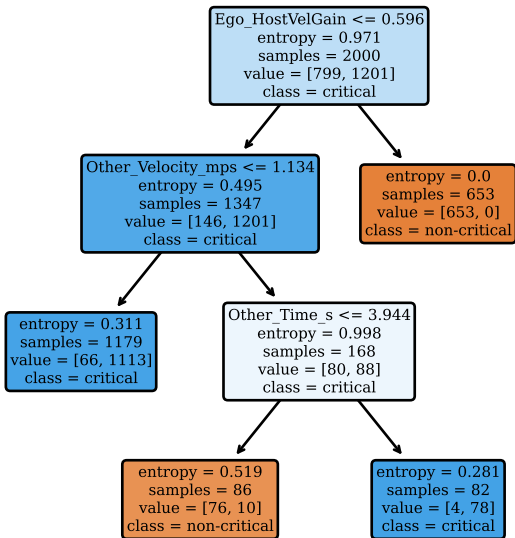 Ego_HostVelGain <= 0.596
entropy = 0.971
samples = 2000
value = [799, 1201]
class = critical
Other_Velocity_mps <= 1.134
entropy = 0.495
samples = 1347
value = [146, 1201]
class = critical
entropy = 0.0
samples = 653
value = [653, 0]
class = non-critical
entropy = 0.311
samples = 1179
value = [66, 1113]
class = critical
Other_Time_s <= 3.944
entropy = 0.998
samples = 168
value = [80, 88]
class = critical
entropy = 0.519
samples = 86
value = [76, 10]
class = non-critical
entropy = 0.281
samples = 82
value = [4, 78]
class = critical